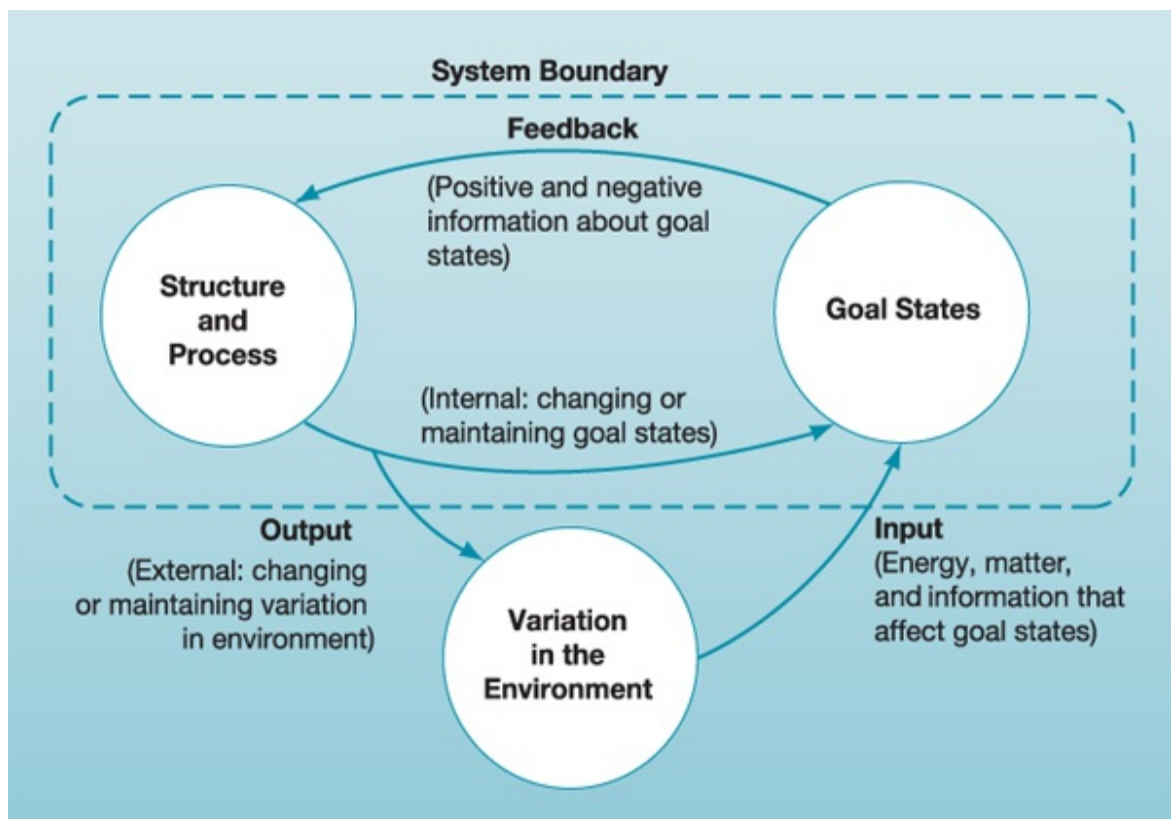 System Boundary
Feedback
(Positive and negative
information about goal
states)
Structure
and
Process
Goal States
(Internal: changing or
maintaining goal states)
Output
(External: changing
or maintaining variation
in environment)
Input
(Energy, matter,
and information that
affect goal states)
Variation
in the
Environment